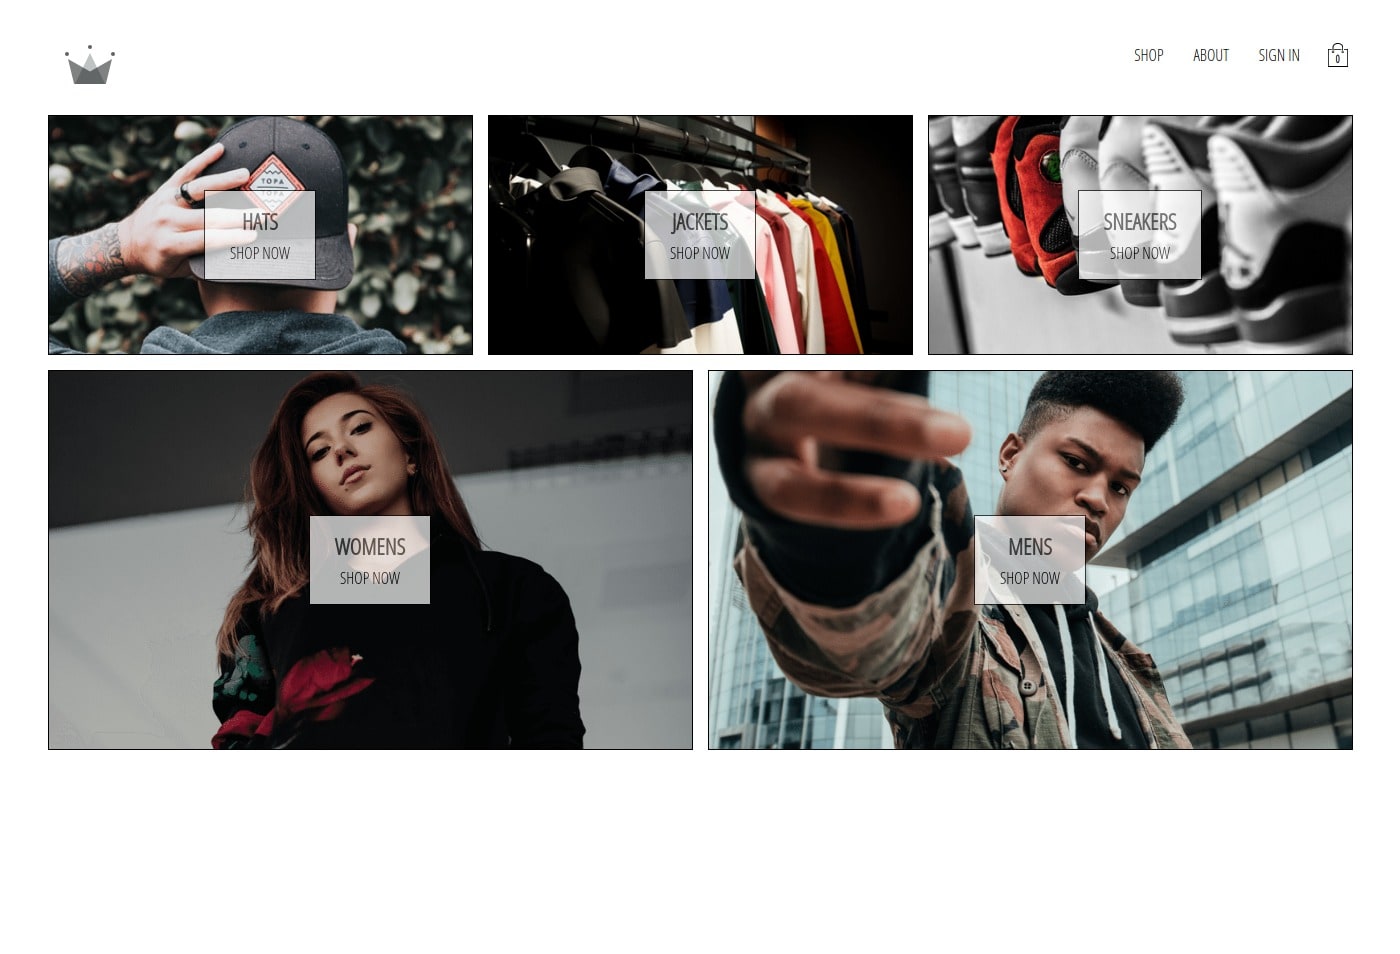 SHOP
ABOUT
SIGN IN
0
TOPA
HATS
SHOP NOW
JACKETS
SHOP NOW
SNEAKERS
SHOP NOW
WOMENS
SHOP NOW
MENS
SHOP NOW